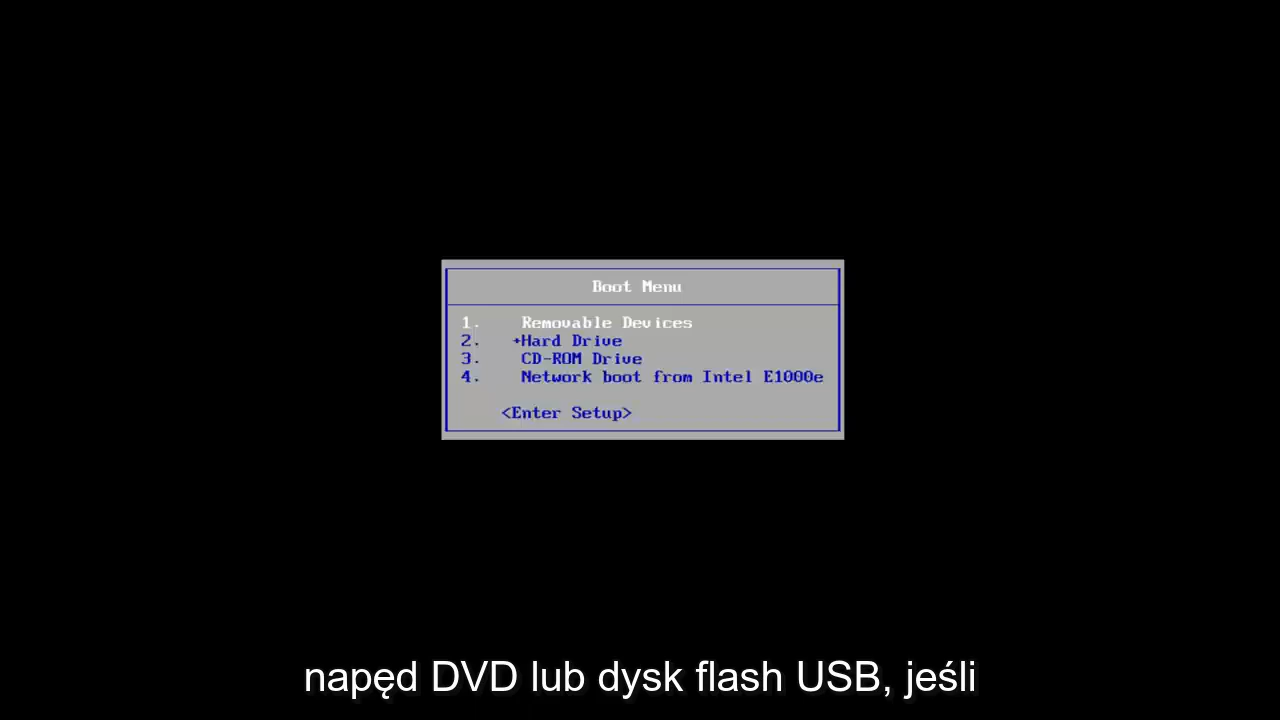 Boot Menu
1. Removable Devices
2. +Hard Drive
3. CD-ROM Drive
4. Network boot from Intel E1000e
<Enter Setup>
napęd DVD lub dysk flash USB, jeśli